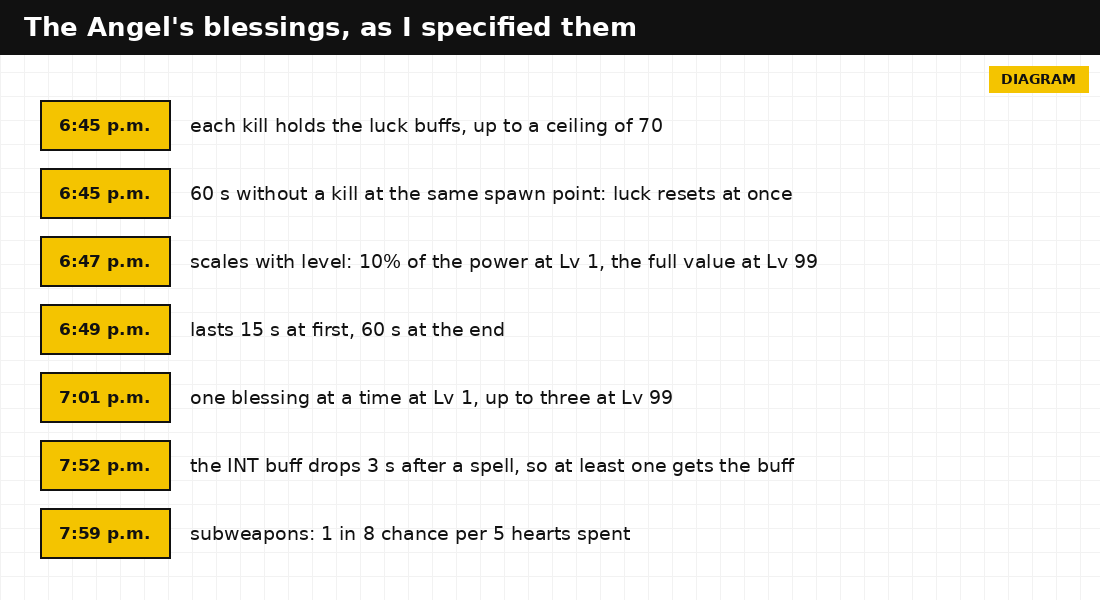 The Angel's blessings, as I specified them
DIAGRAM
6:45 p.m. each kill holds the luck buffs, up to a ceiling of 70
6:45 p.m. 60 s without a kill at the same spawn point: luck resets at once
6:47 p.m. scales with level: 10% of the power at Lv 1, the full value at Lv 99
6:49 p.m. lasts 15 s at first, 60 s at the end
7:01 p.m. one blessing at a time at Lv 1, up to three at Lv 99
7:52 p.m. the INT buff drops 3 s after a spell, so at least one gets the buff
7:59 p.m. subweapons: 1 in 8 chance per 5 hearts spent